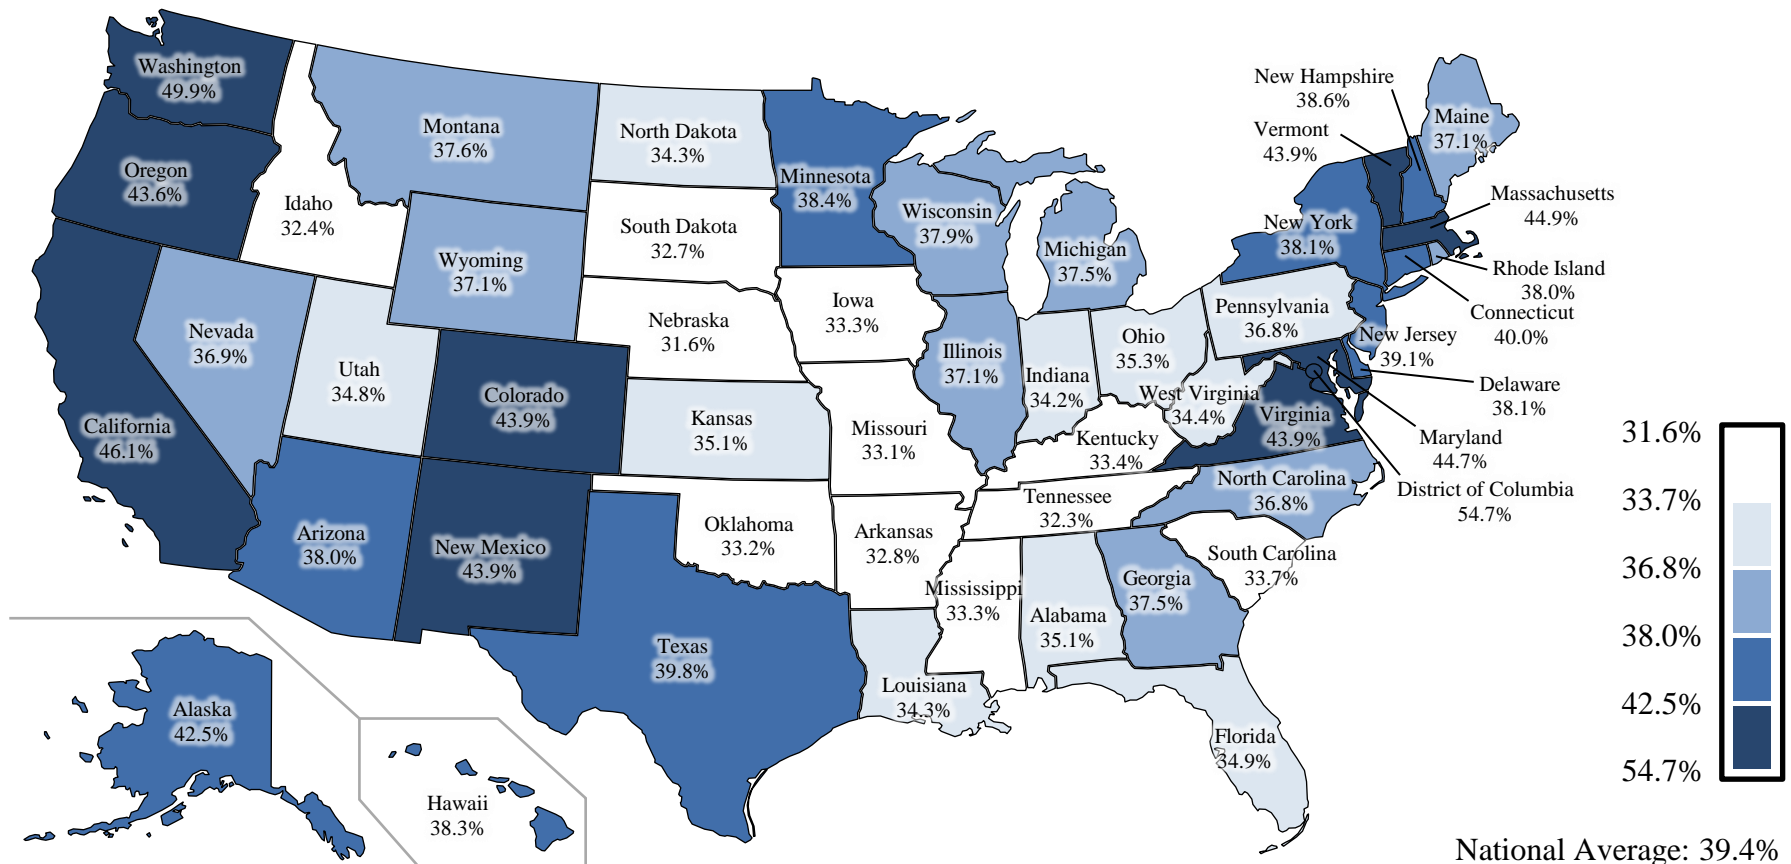 Washington
49.9%
Oregon
43.6%
California
46.1%
Idaho
32.4%
Nevada
36.9%
Montana
37.6%
Wyoming
37.1%
Utah
34.8%
Colorado
43.9%
Arizona
38.0%
New Mexico
43.9%
North Dakota
34.3%
South Dakota
32.7%
Nebraska
31.6%
Kansas
35.1%
Oklahoma
33.2%
Texas
39.8%
Minnesota
38.4%
Iowa
33.3%
Missouri
33.1%
Arkansas
32.8%
Louisiana
34.3%
Wisconsin
37.9%
Illinois
37.1%
Michigan
37.5%
Indiana
34.2%
Ohio
35.3%
Kentucky
33.4%
Tennessee
32.3%
Mississippi
33.3%
Alabama
35.1%
Georgia
37.5%
Florida
34.9%
South Carolina
33.7%
North Carolina
36.8%
Virginia
43.9%
West Virginia
34.4%
Pennsylvania
36.8%
New York
38.1%
New Hampshire
38.6%
Vermont
43.9%
Maine
37.1%
Massachusetts
44.9%
Rhode Island
38.0%
Connecticut
40.0%
New Jersey
39.1%
Delaware
38.1%
Maryland
44.7%
District of Columbia
54.7%
Alaska
42.5%
Hawaii
38.3%
31.6%
33.7%
36.8%
38.0%
42.5%
54.7%
National Average: 39.4%